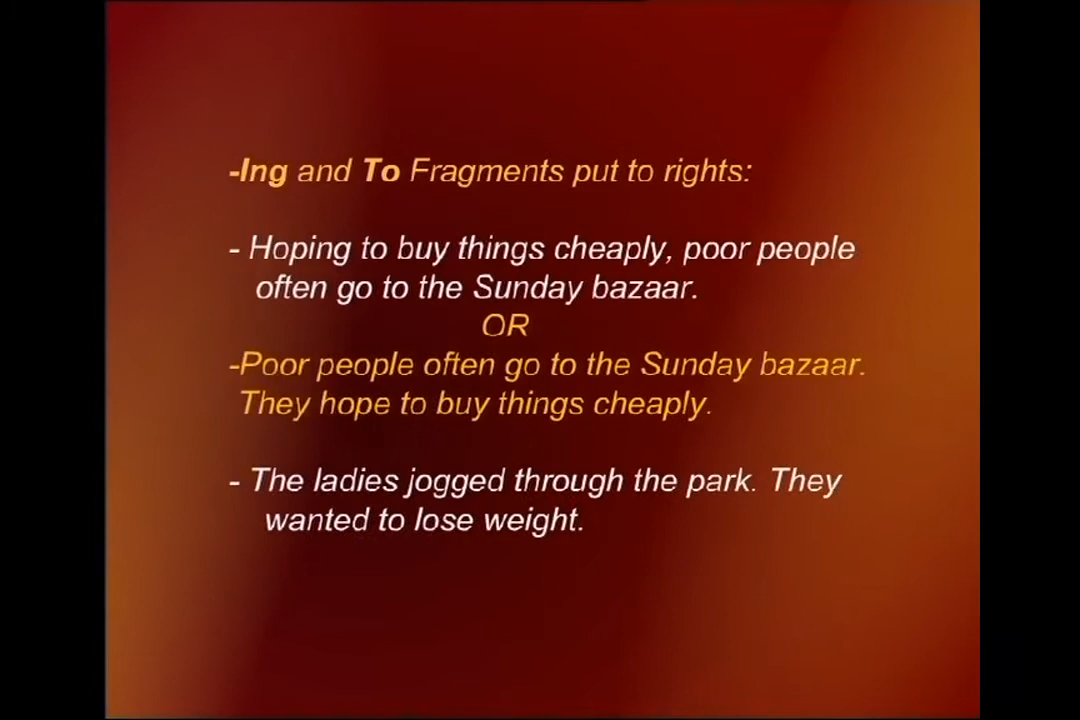 -Ing and To Fragments put to rights:
- Hoping to buy things cheaply, poor people
often go to the Sunday bazaar.
OR
-Poor people often go to the Sunday bazaar.
They hope to buy things cheaply.
- The ladies jogged through the park. They
wanted to lose weight.